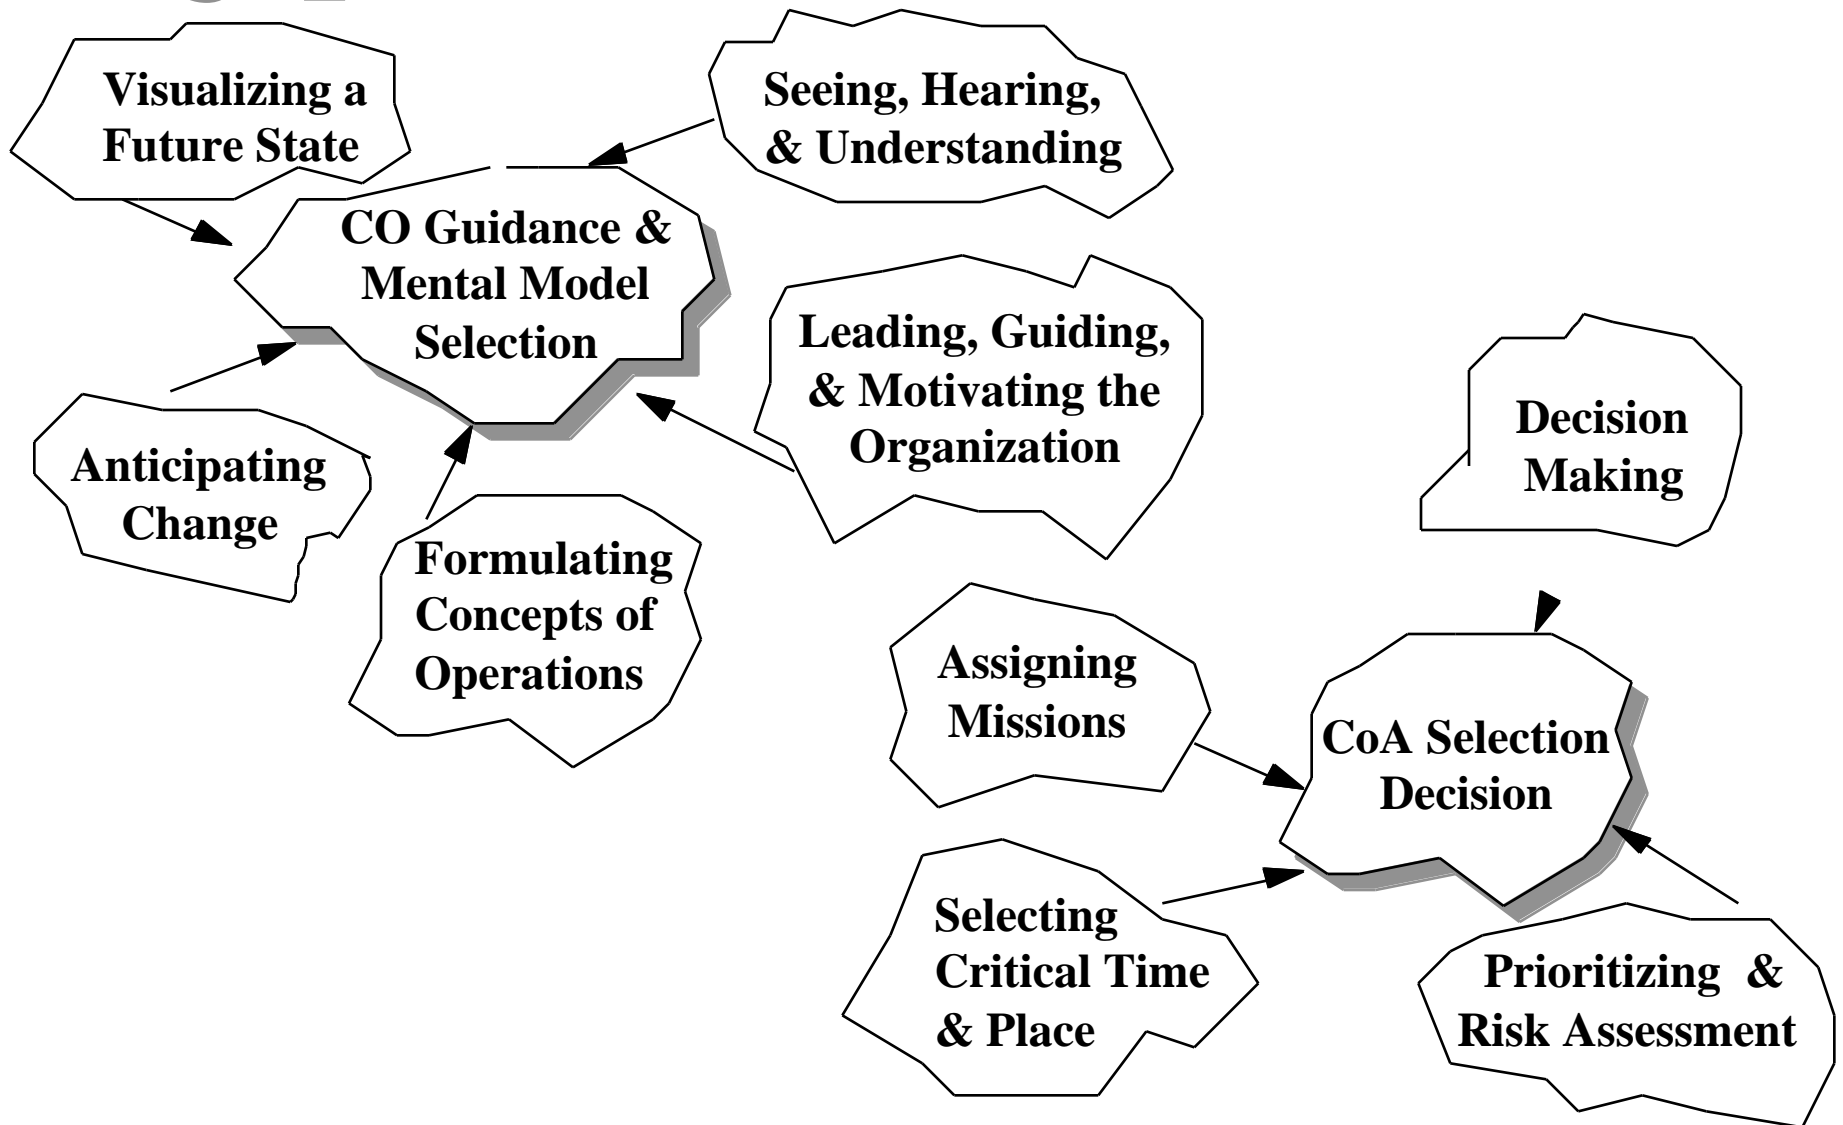 Visualizing a
Future State
Seeing, Hearing,
& Understanding
CO Guidance &
Mental Model
Selection
Leading, Guiding,
& Motivating the
Organization
Anticipating
Change
Formulating
Concepts of
Operations
Decision
Making
Assigning
Missions
CoA Selection
Decision
Selecting
Critical Time
& Place
Prioritizing &
Risk Assessment